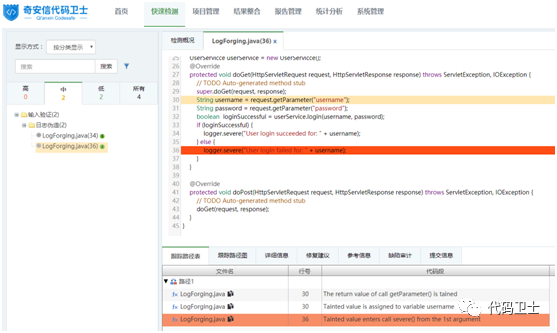 奇安信代码卫士
Qi'anxin Codesafe
首页
快速检测
项目管理
结果整合
报告管理
统计分析
系统管理
显示方式:
按分类显示
搜索
搜索
高
0
中
2
低
2
所有
4
输入验证(2)
日志伪造(2)
LogForging.java(34)
LogForging.java(36)
检测概况
LogForging.java(36) x
25 UserService userService = new UserService();
26 @Override
27 protected void doGet(HttpServletRequest request, HttpServletResponse response) throws ServletException, IOException {
28 // TODO Auto-generated method stub
29 super.doGet(request, response);
30 String username = request.getParameter("username");
31 String password = request.getParameter("password");
32 boolean loginSuccessful = userService.login(username, password);
33 if (loginSuccessful) {
34 logger.severe("User login succeeded for: " + username);
35 } else {
36 logger.severe("User login failed for: " + username);
37 }
38 }
39
40 @Override
41 protected void doPost(HttpServletRequest request, HttpServletResponse response) throws ServletException, IOException {
42 // TODO Auto-generated method stub
43 doGet(request, response);
44 }
45 }
跟踪路径表
跟踪路径图
详细信息
修复建议
参考信息
缺陷审计
提交信息
文件名
行号
代码段
路径1
fx LogForging.java
30
The return value of call getParameter() is tained
fx LogForging.java
30
Tainted value is assigned to variable username
fx LogForging.java
36
Tainted value enters call severe() from the 1st argument
代码卫士